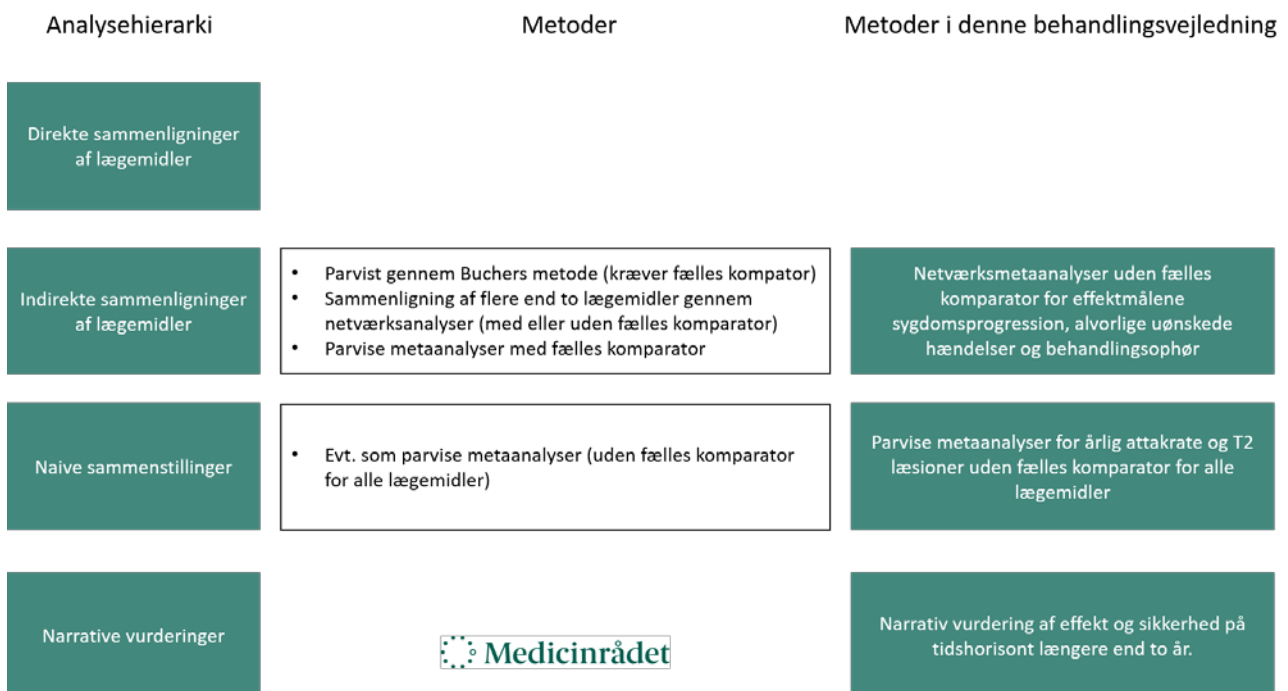 Analysehierarki
Metoder
Metoder i denne behandlingsvejledning
Direkte sammenligninger
af lægemidler
Indirekte sammenligninger
af lægemidler
• Parvist gennem Buchers metode (kræver fælles kompator)
• Sammenligning af flere end to lægemidler gennem
netværksanalyser (med eller uden fælles komparator)
• Parvise metaanalyser med fælles komparator
Netværksmetaanalyser uden fælles
komparator for effektmålene
sygdomsprogression, alvorlige uønskede
hændelser og behandlingsophør
Naive sammenstillinger
• Evt. som parvise metaanalyser (uden fælles komparator
for alle lægemidler)
Parvise metaanalyser for årlig attakrate og T2
læsioner uden fælles komparator for alle
lægemidler
Narrative vurderinger
Medicinrådet
Narrativ vurdering af effekt og sikkerhed på
tidshorisont længere end to år.